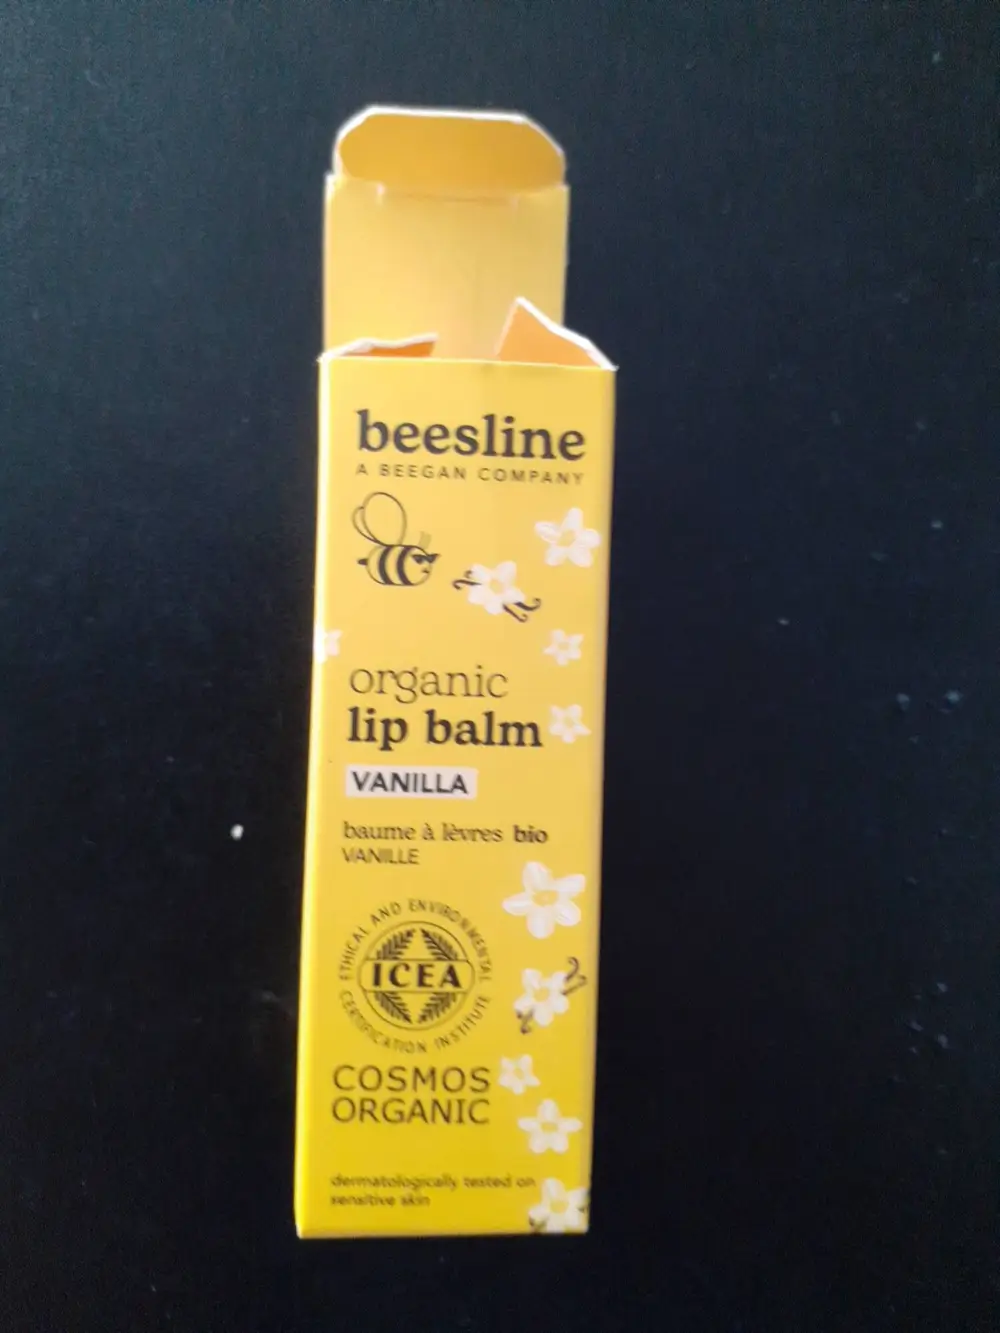 beesline
A BEEGAN COMPANY
organic
lip balm
VANILLA
baume à lèvres bio
VANILLE
ETHICAL AND ENVIRONMENTAL
ICEA
CERTIFICATION INSTITUTE
COSMOS
ORGANIC
dermatologically tested on
sensitive skin